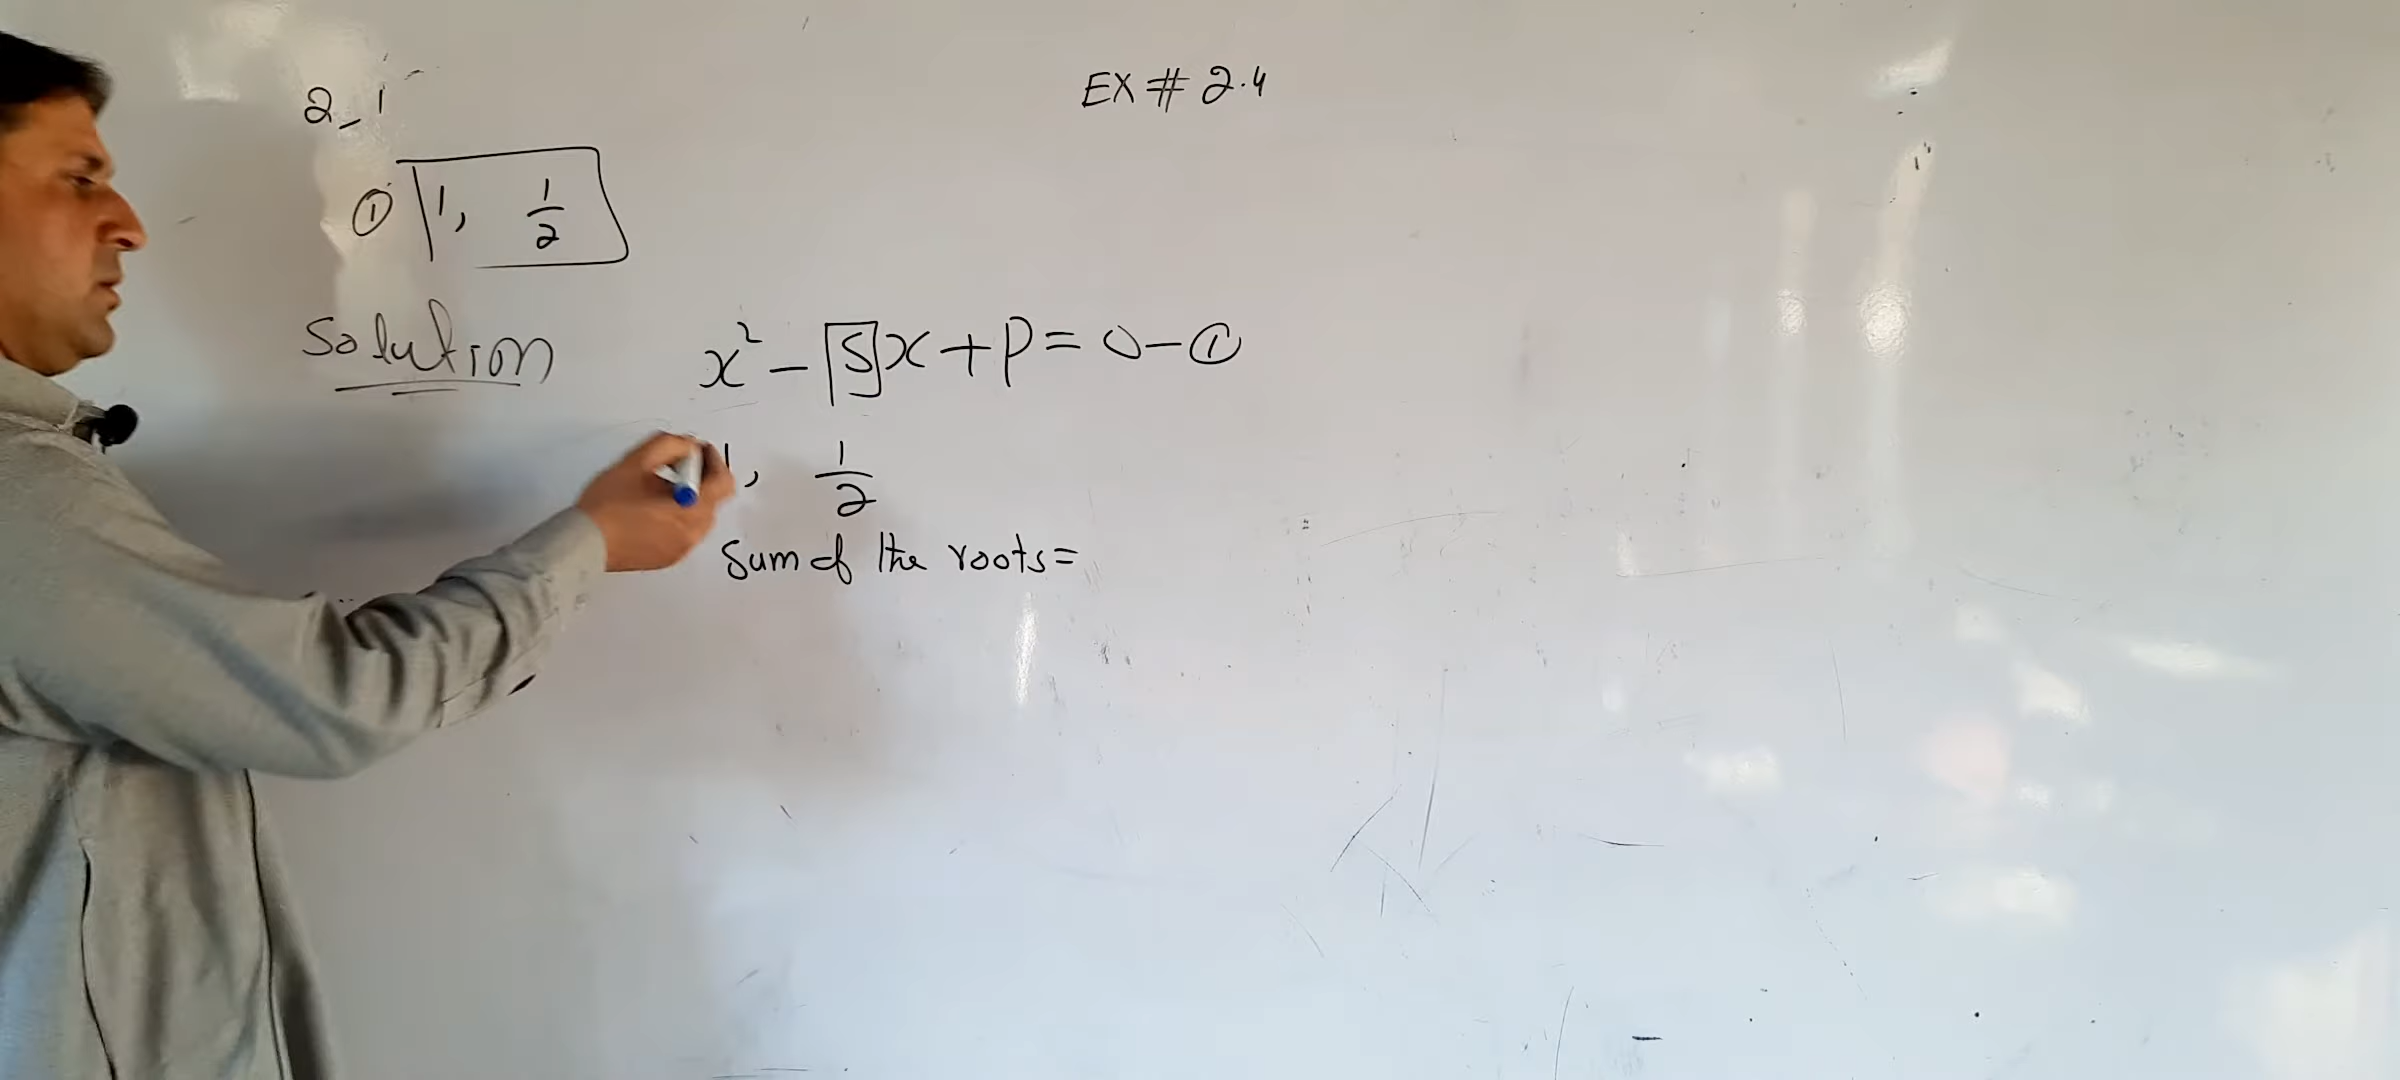 EX # 2.4
2_1
① 1, 1/2
Solution x² - Sx + P = 0 - ①
1, 1/2
Sum of the roots =